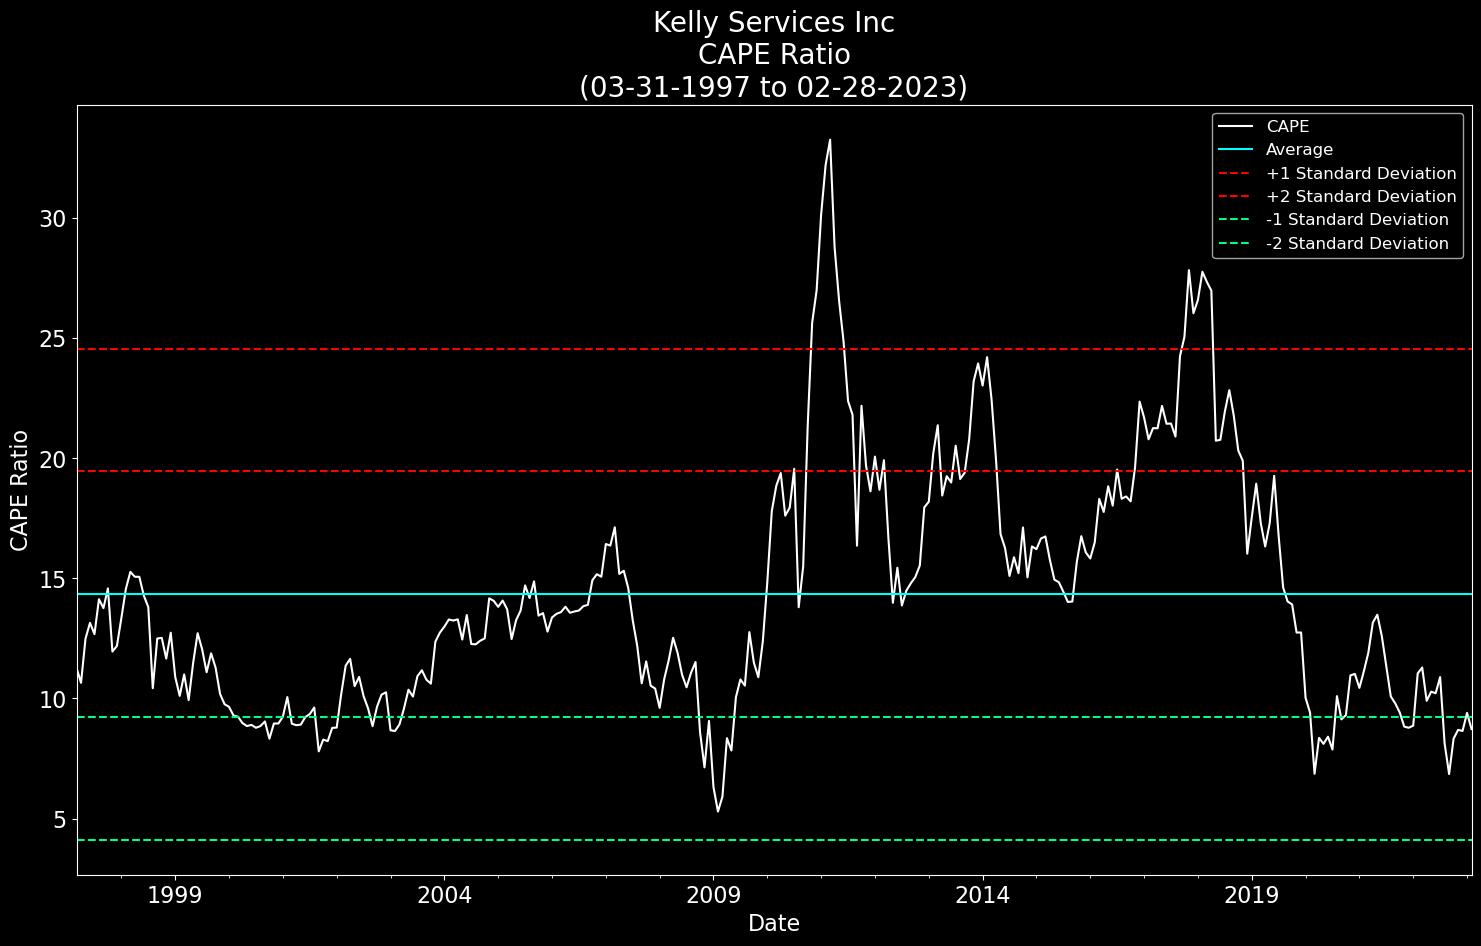 Kelly Services Inc
CAPE Ratio
(03-31-1997 to 02-28-2023)
CAPE
Average
+1 Standard Deviation
+2 Standard Deviation
-1 Standard Deviation
-2 Standard Deviation
CAPE Ratio
30
25
20
15
10
5
1999
2004
2009
2014
2019
Date